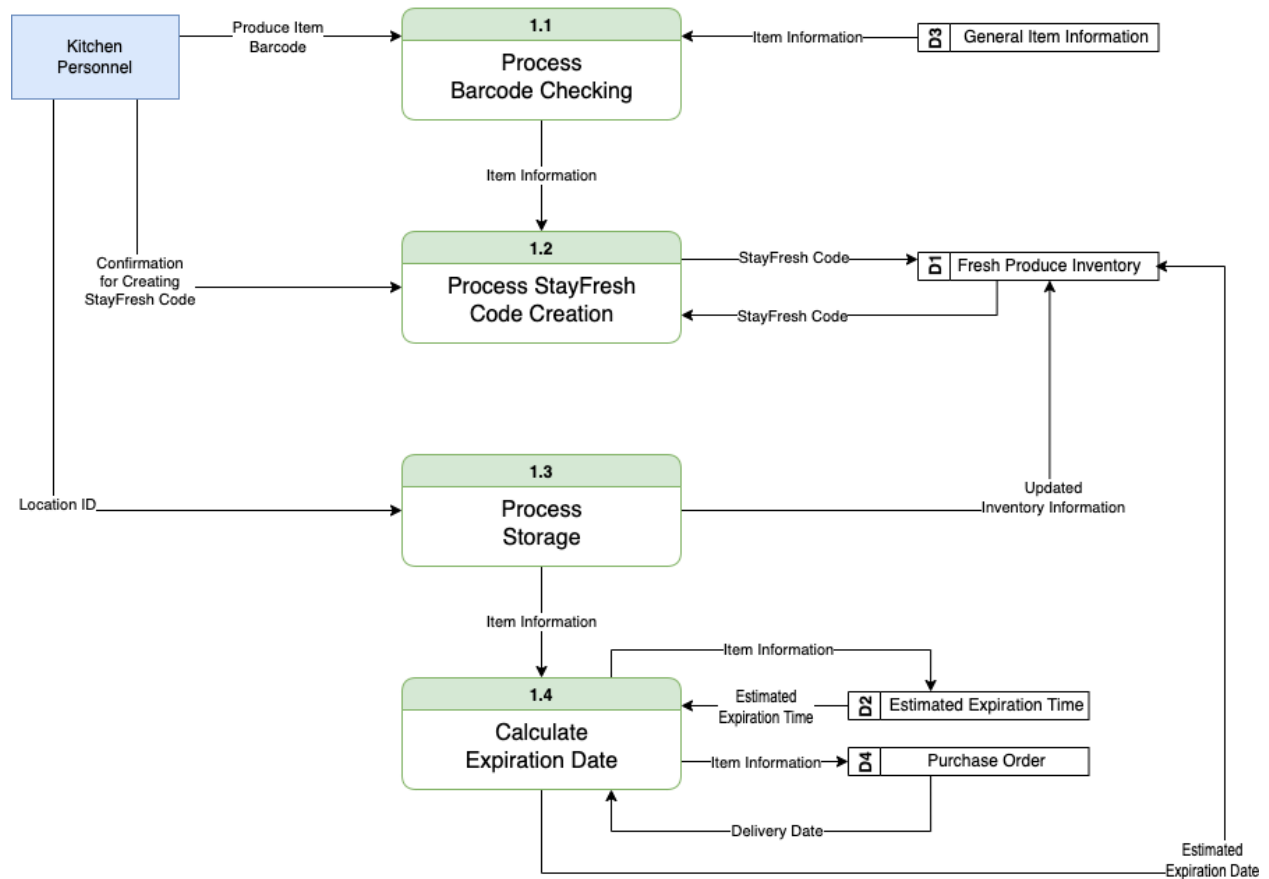 Kitchen
Personnel
Produce Item
Barcode
1.1
Process
Barcode Checking
Item Information
D3
General Item Information
Item Information
Confirmation
for Creating
StayFresh Code
1.2
Process StayFresh
Code Creation
StayFresh Code
D1
Fresh Produce Inventory
StayFresh Code
Location ID
1.3
Process
Storage
Updated
Inventory Information
Item Information
1.4
Calculate
Expiration Date
Item Information
Estimated
Expiration Time
D2
Estimated Expiration Time
Item Information
D4
Purchase Order
Delivery Date
Estimated
Expiration Date